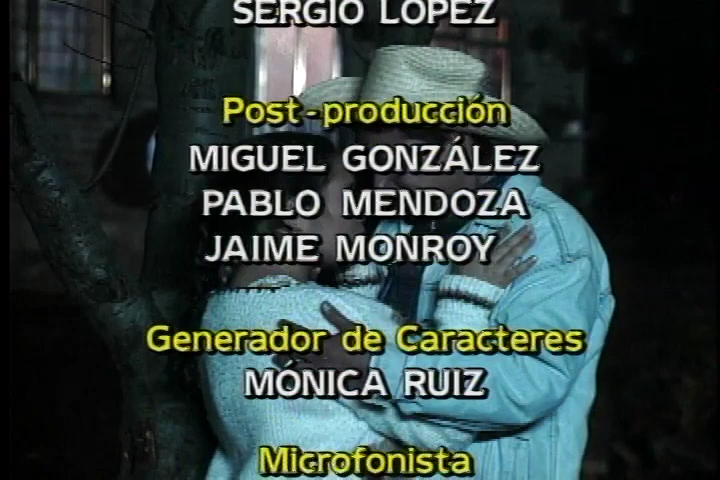 SERGIO LOPEZ
Post-producción
MIGUEL GONZÁLEZ
PABLO MENDOZA
JAIME MONROY
Generador de Caracteres
MÓNICA RUIZ
Microfonista